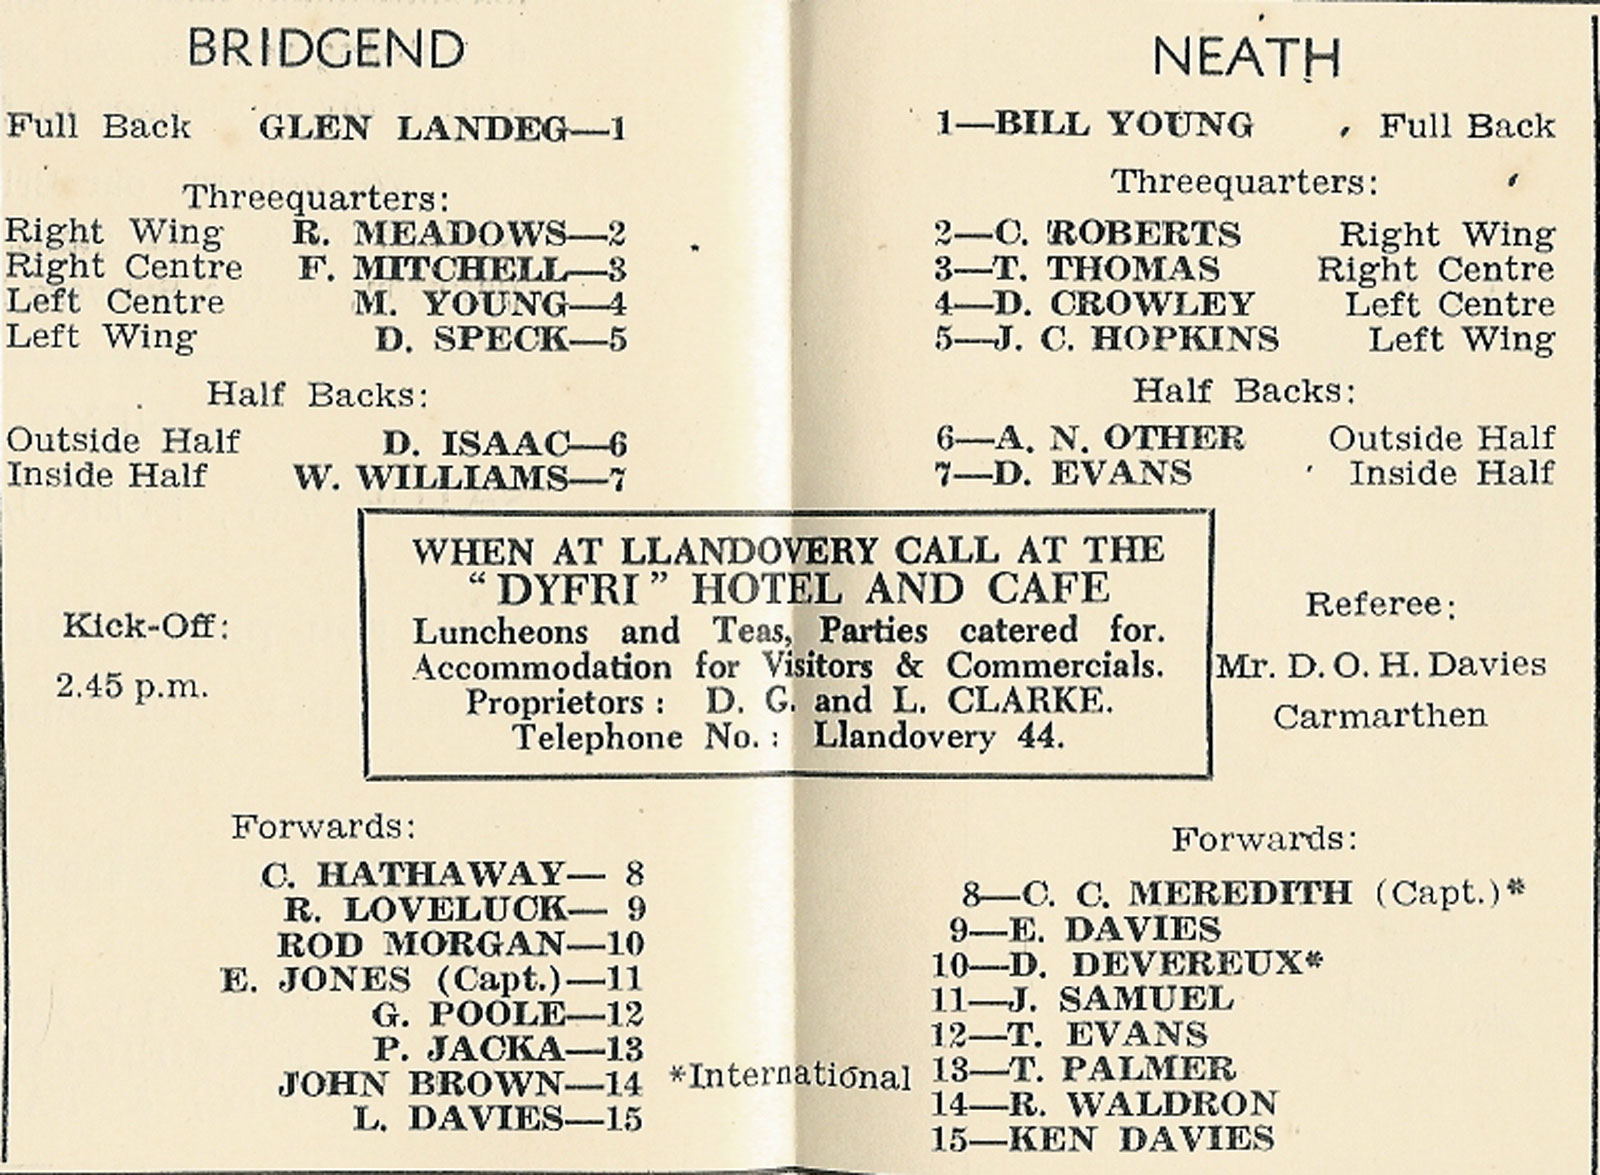 BRIDGEND
Full Back GLEN LANDEG—1
Threequarters:
Right Wing R. MEADOWS—2
Right Centre F. MITCHELL—3
Left Centre M. YOUNG—4
Left Wing D. SPECK—5
Half Backs:
Outside Half D. ISAAC—6
Inside Half W. WILLIAMS—7
NEATH
1—BILL YOUNG Full Back
Threequarters:
2—C. ROBERTS Right Wing
3—T. THOMAS Right Centre
4—D. CROWLEY Left Centre
5—J. C. HOPKINS Left Wing
Half Backs:
6—A. N. OTHER Outside Half
7—D. EVANS Inside Half
Kick-Off:
2.45 p.m.
WHEN AT LLANDOVERY CALL AT THE
“DYFRI” HOTEL AND CAFE
Luncheons and Teas, Parties catered for.
Accommodation for Visitors & Commercials.
Proprietors : D. G. and L. CLARKE.
Telephone No. : Llandovery 44.
Referee:
Mr. D. O. H. Davies
Carmarthen
Forwards:
C. HATHAWAY— 8
R. LOVELUCK— 9
ROD MORGAN—10
E. JONES (Capt.)—11
G. POOLE—12
P. JACKA—13
JOHN BROWN—14
L. DAVIES—15
*International
Forwards:
8—C. C. MEREDITH (Capt.)*
9—E. DAVIES
10—D. DEVEREUX*
11—J. SAMUEL
12—T. EVANS
13—T. PALMER
14—R. WALDRON
15—KEN DAVIES